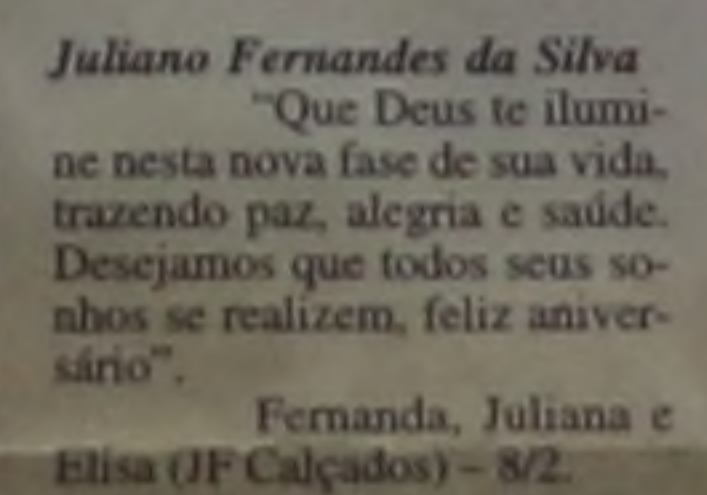 Juliano Fernandes da Silva
"Que Deus te ilumi-
ne nesta nova fase de sua vida,
trazendo paz, alegria e saúde.
Desejamos que todos seus so-
nhos se realizem, feliz aniver-
sário".
Fernanda, Juliana e
Elisa (JF Calçados) – 8/2.